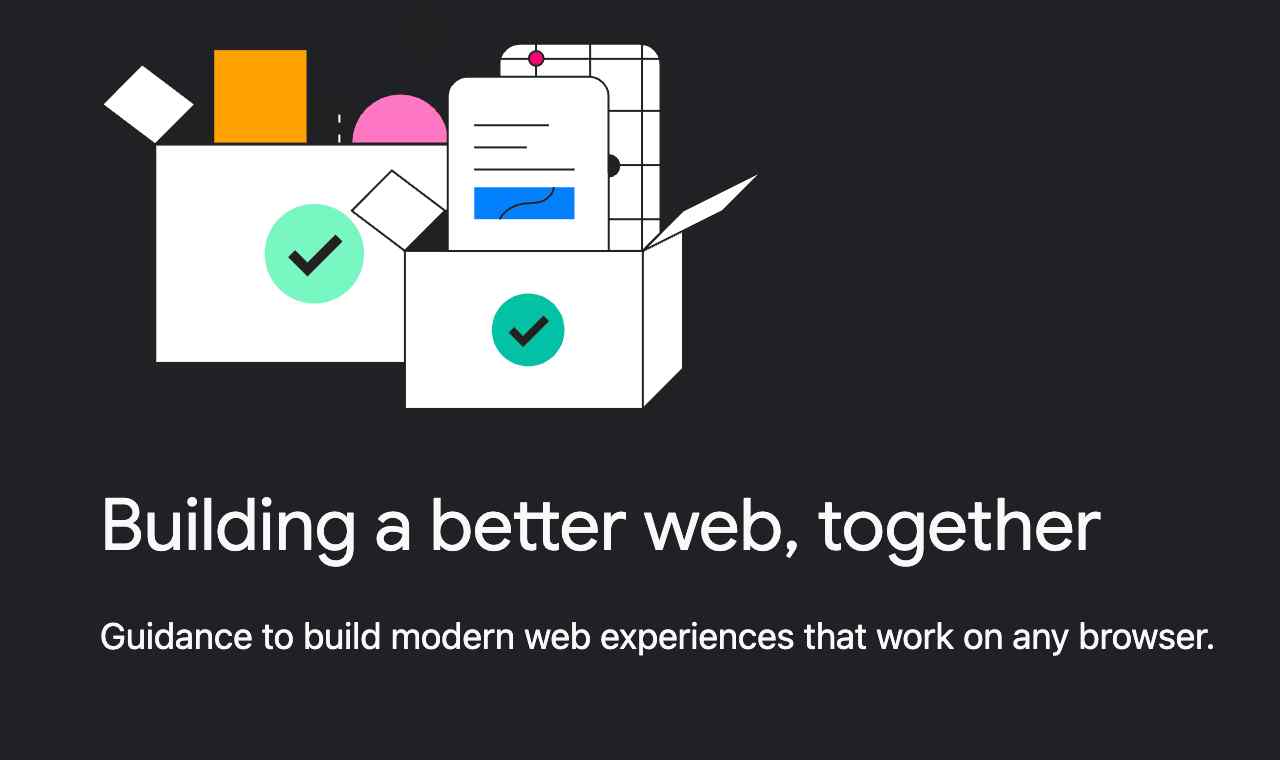 Building a better web, together
Guidance to build modern web experiences that work on any browser.